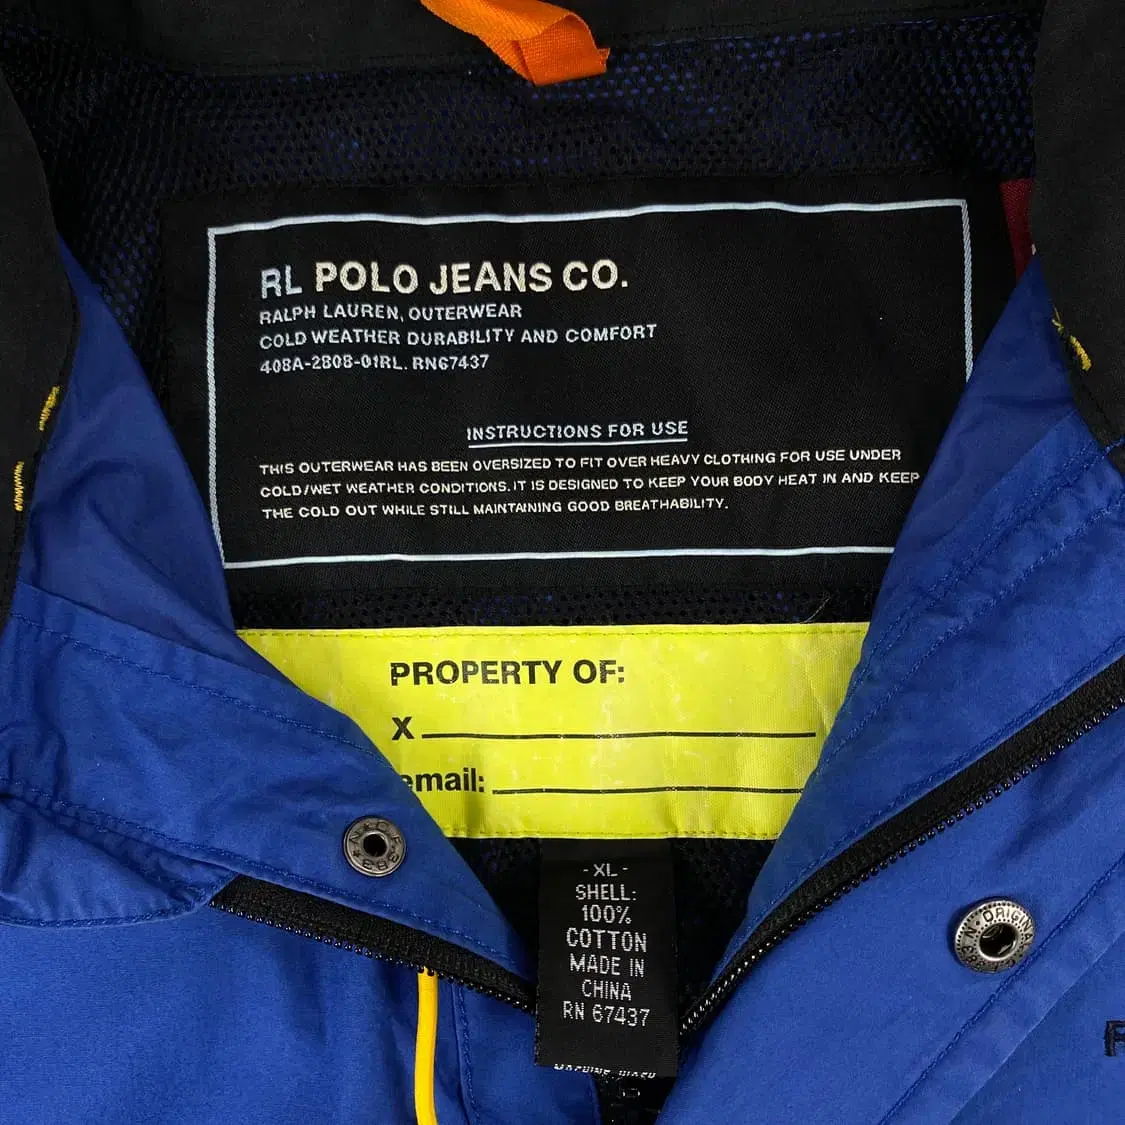 RL POLO JEANS CO.
RALPH LAUREN, OUTERWEAR
COLD WEATHER DURABILITY AND COMFORT
408A-2808-01RL. RN67437
INSTRUCTIONS FOR USE
THIS OUTERWEAR HAS BEEN OVERSIZED TO FIT OVER HEAVY CLOTHING FOR USE UNDER
COLD/WET WEATHER CONDITIONS. IT IS DESIGNED TO KEEP YOUR BODY HEAT IN AND KEEP
THE COLD OUT WHILE STILL MAINTAINING GOOD BREATHABILITY.
PROPERTY OF:
X
email:
- XL -
SHELL:
100%
COTTON
MADE IN
CHINA
RN 67437
MACHINE WASH